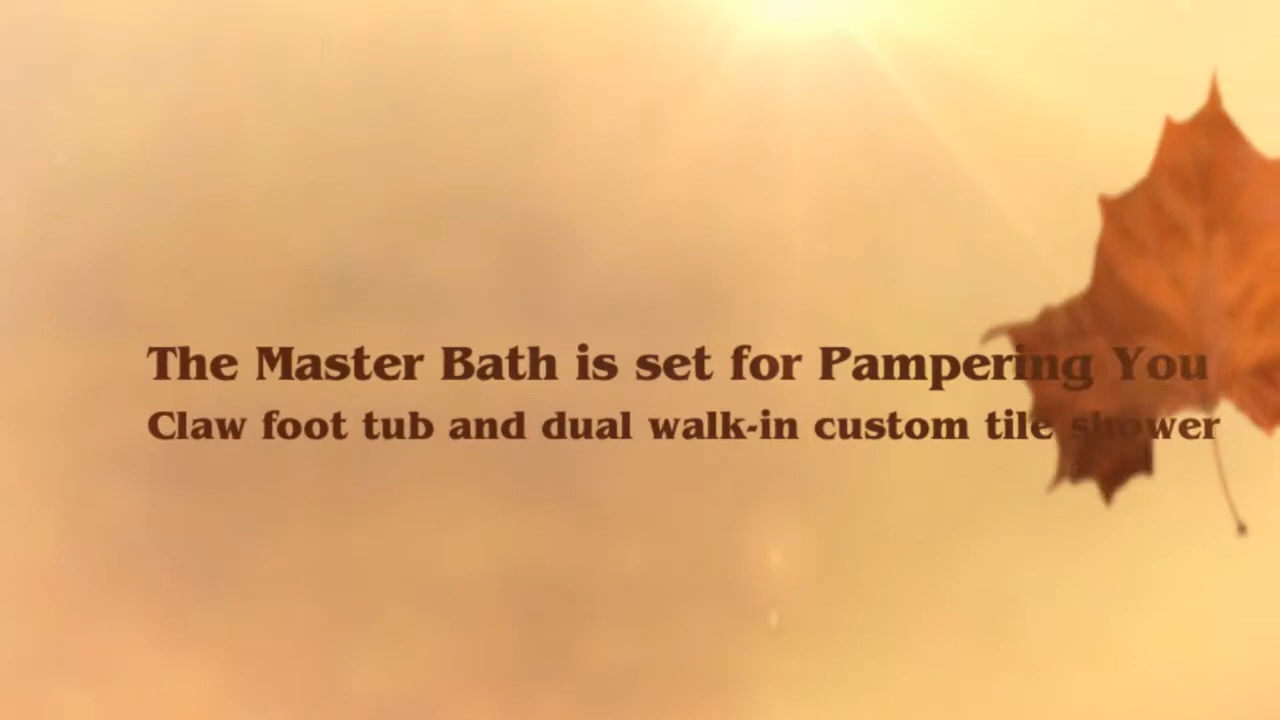 The Master Bath is set for Pampering You
Claw foot tub and dual walk-in custom tile shower